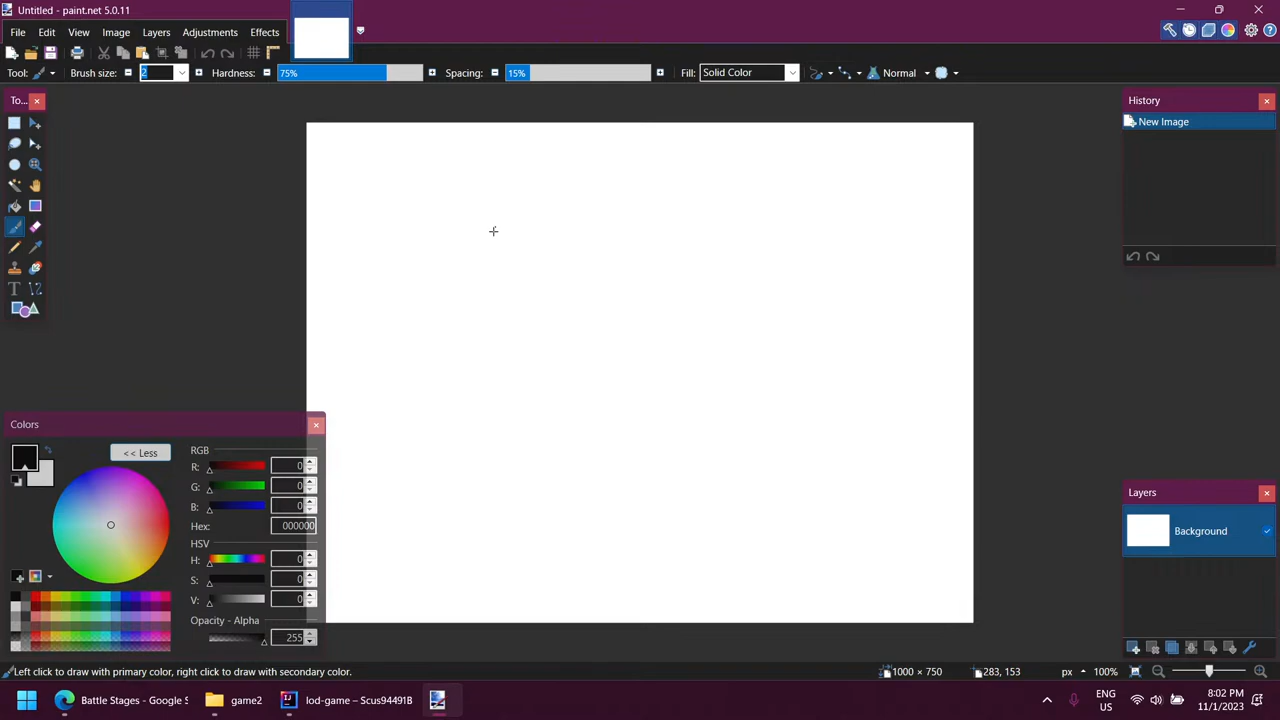 Untitled - paint.net 5.0.11
File Edit View Image Layers Adjustments Effects
Tool: Brush size: 2 Hardness: 75% Spacing: 15% Fill: Solid Color Normal
To...
History
New Image
Colors
<< Less
RGB
R: 0
G: 0
B: 0
Hex: 000000
HSV
H: 0
S: 0
V: 0
Opacity - Alpha
255
Layers
Background
Left click to draw with primary color, right click to draw with secondary color.
1000 × 750
283, 153
px
100%
Battle Stages - Google S
game2
lod-game – Scus94491B
ENG
US
8:02 PM
11/1/2023